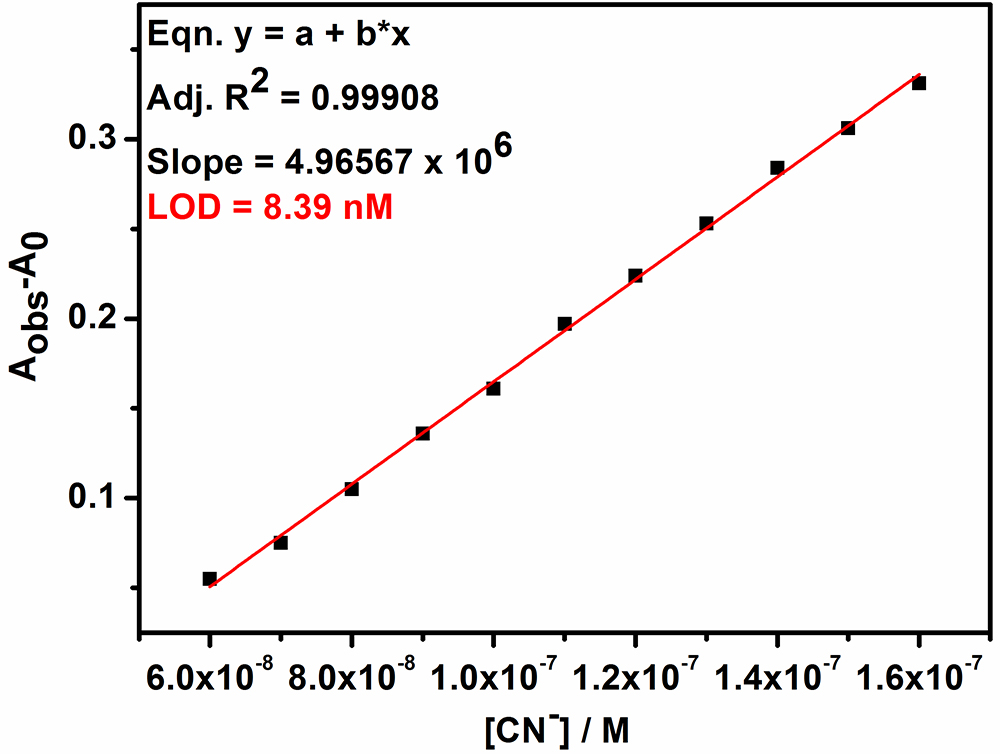 Eqn. y = a + b*x
Adj. R² = 0.99908
Slope = 4.96567 x 10⁶
LOD = 8.39 nM
0.3
0.2
0.1
Aobs-A0
6.0x10⁻⁸ 8.0x10⁻⁸ 1.0x10⁻⁷ 1.2x10⁻⁷ 1.4x10⁻⁷ 1.6x10⁻⁷
[CN⁻] / M